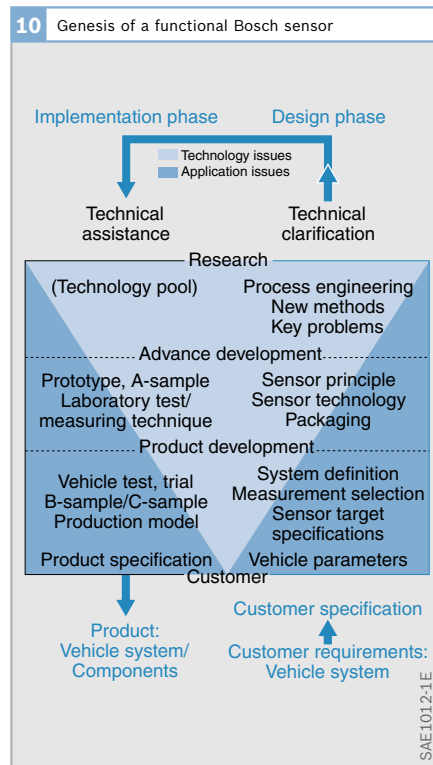 10 Genesis of a functional Bosch sensor
Implementation phase
Design phase
Technology issues
Application issues
Technical
assistance
Technical
clarification
Research
(Technology pool)
Process engineering
New methods
Key problems
Advance development
Prototype, A-sample
Laboratory test/
measuring technique
Sensor principle
Sensor technology
Packaging
Product development
Vehicle test, trial
B-sample/C-sample
Production model
Product specification
System definition
Measurement selection
Sensor target
specifications
Vehicle parameters
Customer
Product:
Vehicle system/
Components
Customer specification
Customer requirements:
Vehicle system
SAE1012-1E